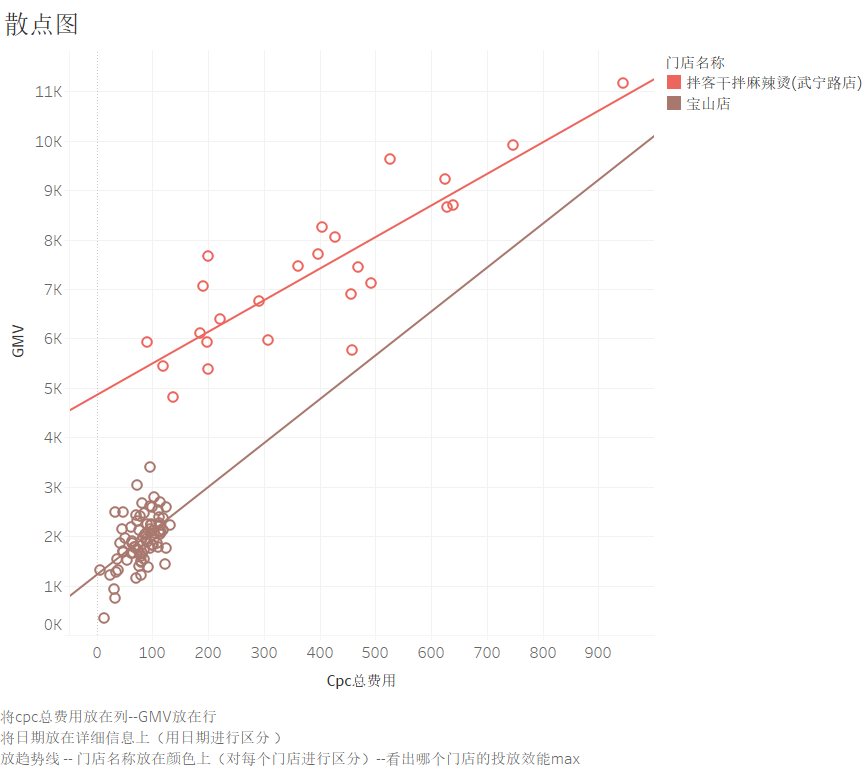 散点图
门店名称
拌客干拌麻辣烫(武宁路店)
宝山店
11K
10K
9K
8K
7K
6K
5K
4K
3K
2K
1K
0K
GMV
0 100 200 300 400 500 600 700 800 900
Cpc总费用
将cpc总费用放在列--GMV放在行
将日期放在详细信息上（用日期进行区分 ）
放趋势线 -- 门店名称放在颜色上（对每个门店进行区分）--看出哪个门店的投放效能max